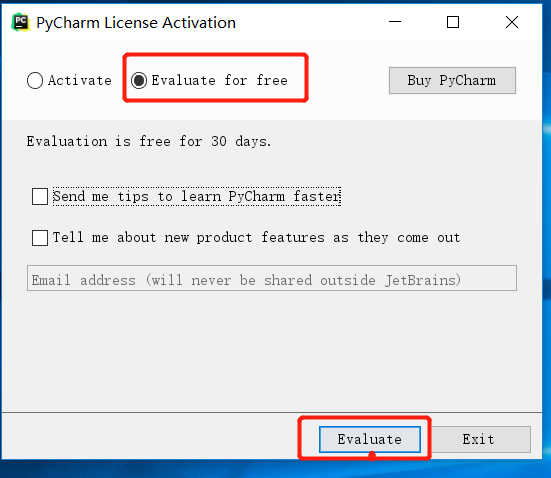 PC PyCharm License Activation
Activate Evaluate for free Buy PyCharm
Evaluation is free for 30 days.
Send me tips to learn PyCharm faster
Tell me about new product features as they come out
Email address (will never be shared outside JetBrains)
Evaluate Exit